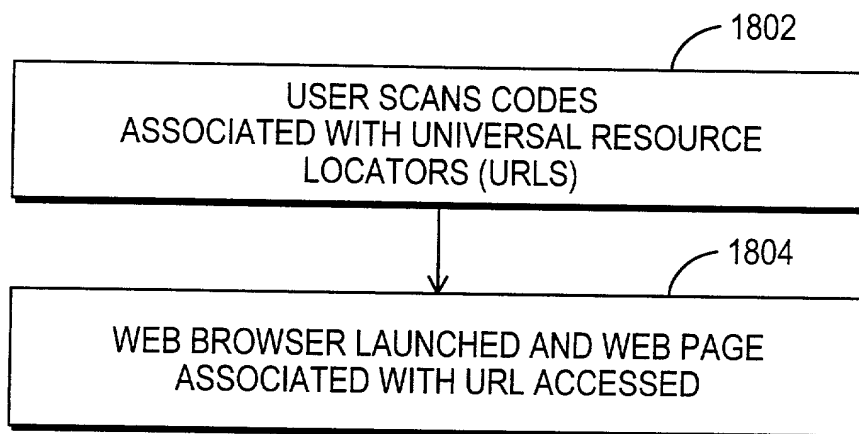 1802
USER SCANS CODES
ASSOCIATED WITH UNIVERSAL RESOURCE
LOCATORS (URLS)
1804
WEB BROWSER LAUNCHED AND WEB PAGE
ASSOCIATED WITH URL ACCESSED